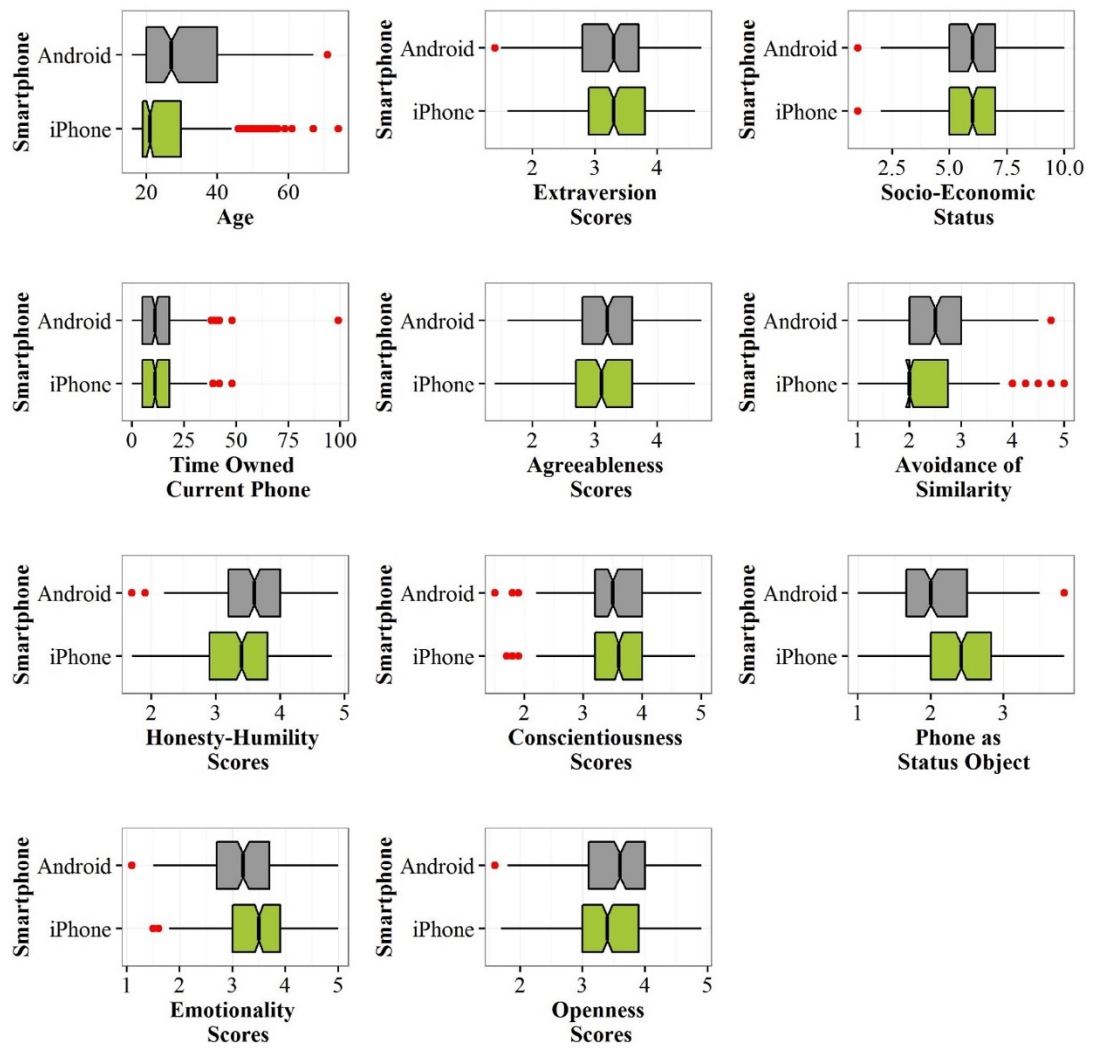 Smartphone
Android
iPhone
20 40 60
Age
Smartphone
Android
iPhone
2 3 4
Extraversion
Scores
Smartphone
Android
iPhone
2.5 5.0 7.5 10.0
Socio-Economic
Status
Smartphone
Android
iPhone
0 25 50 75 100
Time Owned
Current Phone
Smartphone
Android
iPhone
2 3 4
Agreeableness
Scores
Smartphone
Android
iPhone
1 2 3 4 5
Avoidance of
Similarity
Smartphone
Android
iPhone
2 3 4 5
Honesty-Humility
Scores
Smartphone
Android
iPhone
2 3 4 5
Conscientiousness
Scores
Smartphone
Android
iPhone
1 2 3
Phone as
Status Object
Smartphone
Android
iPhone
1 2 3 4 5
Emotionality
Scores
Smartphone
Android
iPhone
2 3 4 5
Openness
Scores